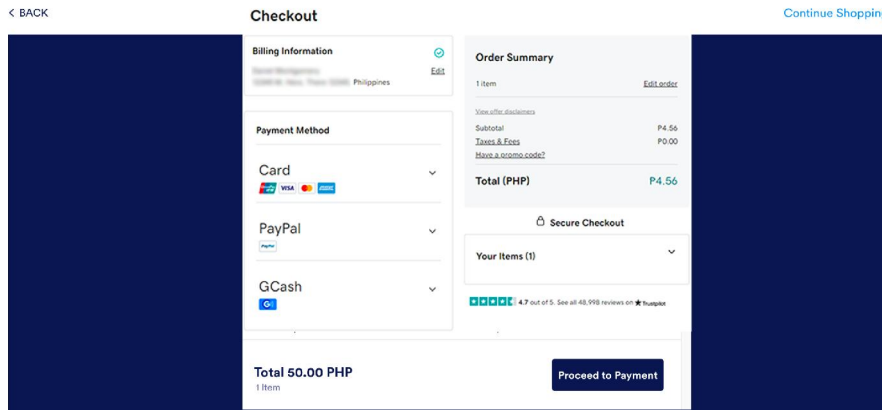 < BACK
Checkout
Continue Shoppin
Billing Information
Edit
Philippines
Payment Method
Card
VISA
PayPal
PayPal
GCash
G
Order Summary
1 item
Edit order
View offer disclaimers
Subtotal
₱4.56
Taxes & Fees
₱0.00
Have a promo code?
Total (PHP)
₱4.56
Secure Checkout
Your Items (1)
4.7 out of 5. See all 48,998 reviews on ★ Trustpilot
Total 50.00 PHP
1 Item
Proceed to Payment